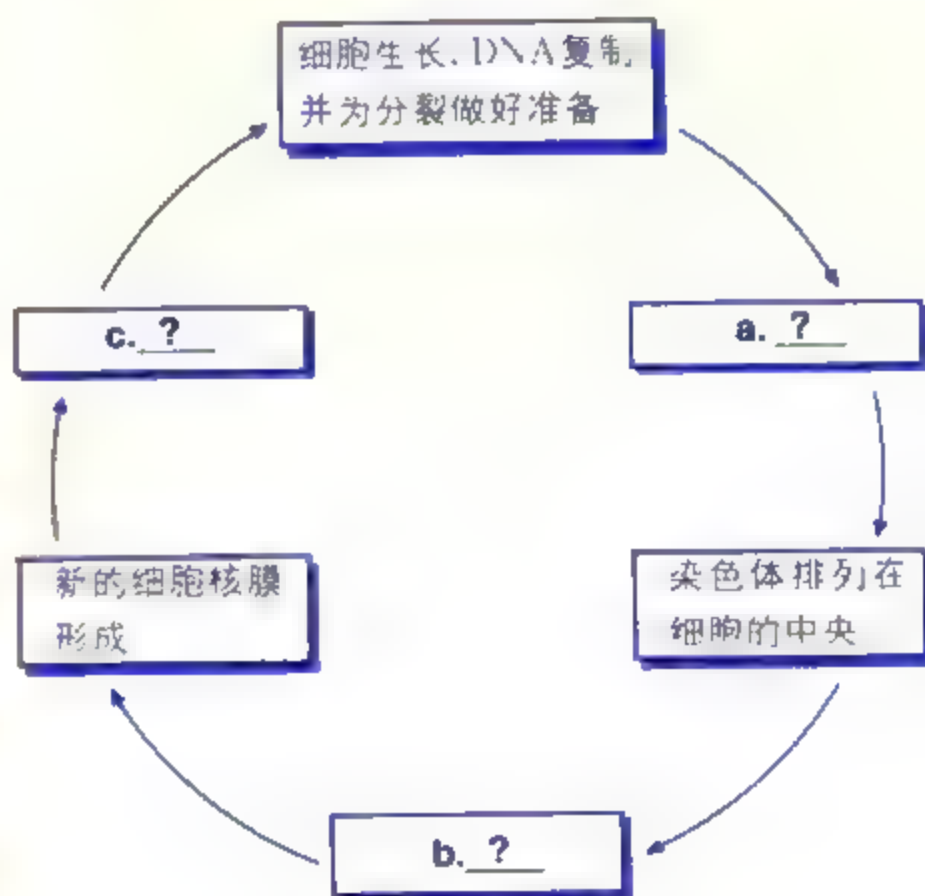 细胞生长、DNA复制,
并为分裂做好准备
c. ?
a. ?
新的细胞核膜
形成
染色体排列在
细胞的中央
b. ?